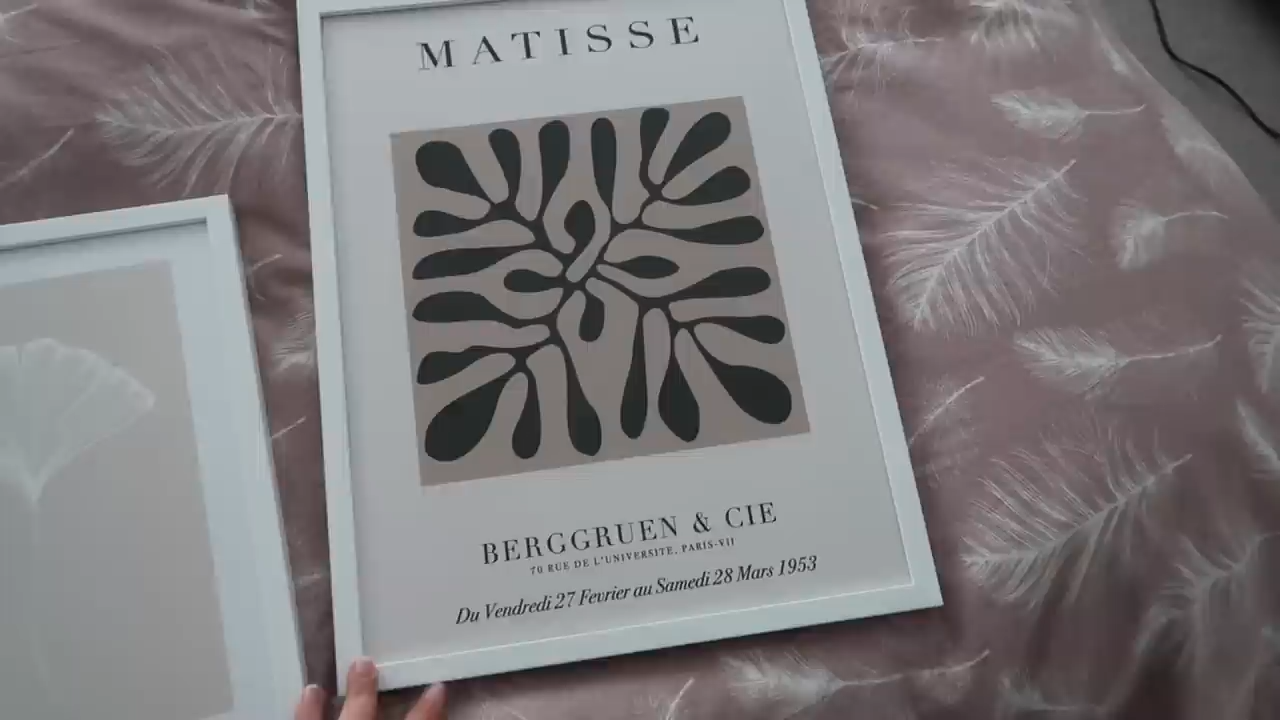 MATISSE
BERGGRUEN & CIE
70 RUE DE L'UNIVERSITE, PARIS-VII
Du Vendredi 27 Fevrier au Samedi 28 Mars 1953